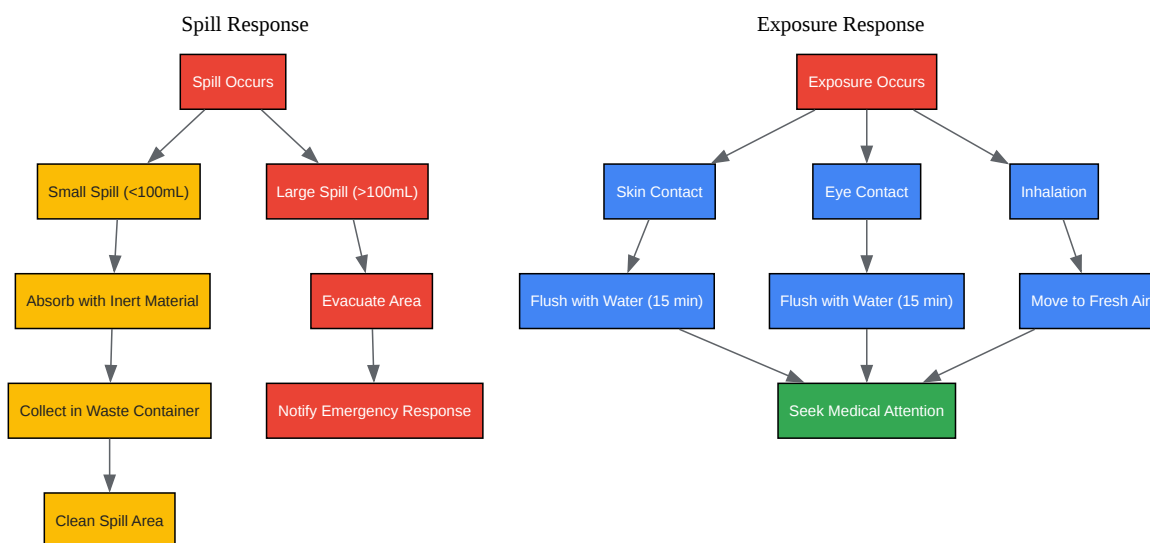 Spill Response
Spill Occurs
Small Spill (<100mL)
Large Spill (>100mL)
Absorb with Inert Material
Evacuate Area
Collect in Waste Container
Notify Emergency Response
Clean Spill Area
Exposure Response
Exposure Occurs
Skin Contact
Eye Contact
Inhalation
Flush with Water (15 min)
Flush with Water (15 min)
Move to Fresh Air
Seek Medical Attention